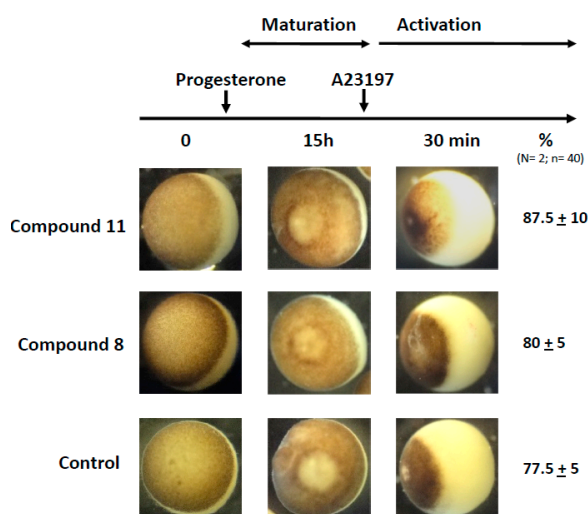 Maturation Activation
Progesterone A23197
0 15h 30 min %
(N= 2; n= 40)
Compound 11 87.5 ± 10
Compound 8 80 ± 5
Control 77.5 ± 5